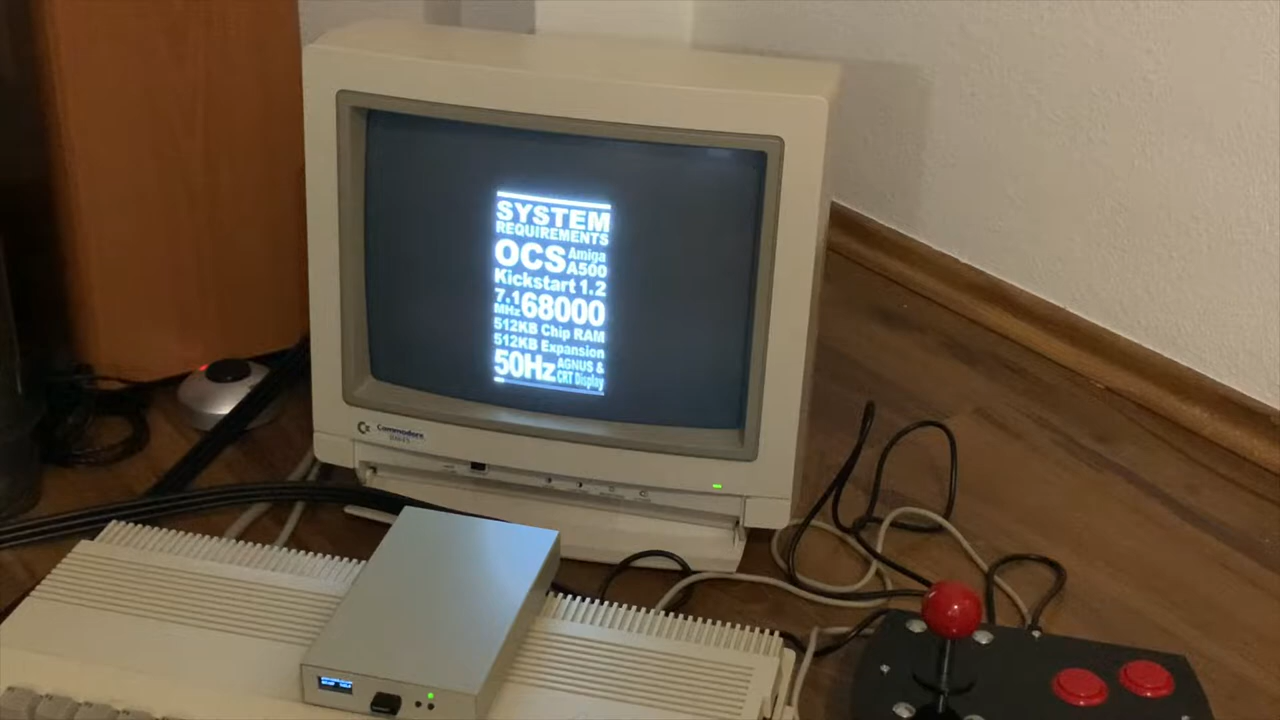 SYSTEM
REQUIREMENTS
OCS Amiga A500
Kickstart 1.2
7.1 MHz 68000
512KB Chip RAM
512KB Expansion
50Hz AGNUS & CRT Display
Commodore